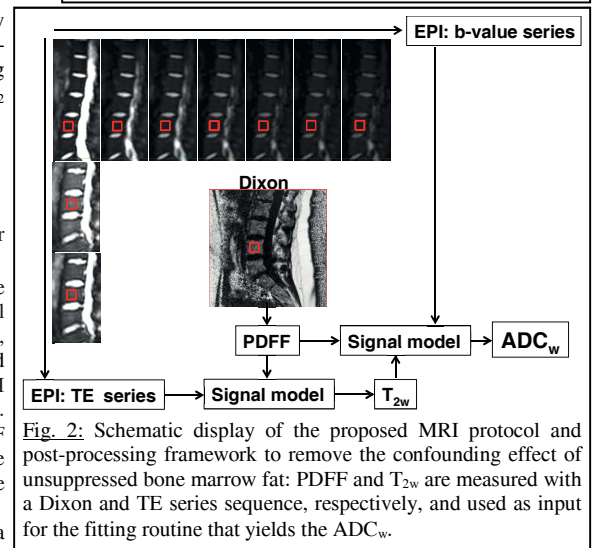 EPI: b-value series
Dixon
PDFF
Signal model
ADCw
EPI: TE series
Signal model
T2w
Fig. 2: Schematic display of the proposed MRI protocol and
post-processing framework to remove the confounding effect of
unsuppressed bone marrow fat: PDFF and T2w are measured with
a Dixon and TE series sequence, respectively, and used as input
for the fitting routine that yields the ADCw.